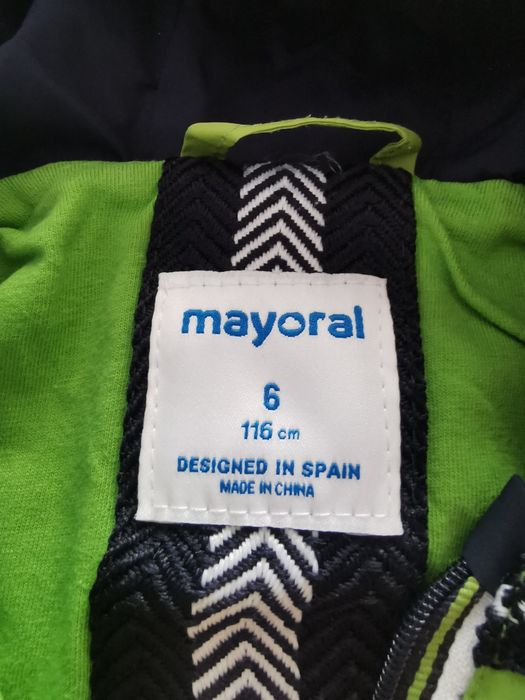 mayoral
6
116 cm
DESIGNED IN SPAIN
MADE IN CHINA